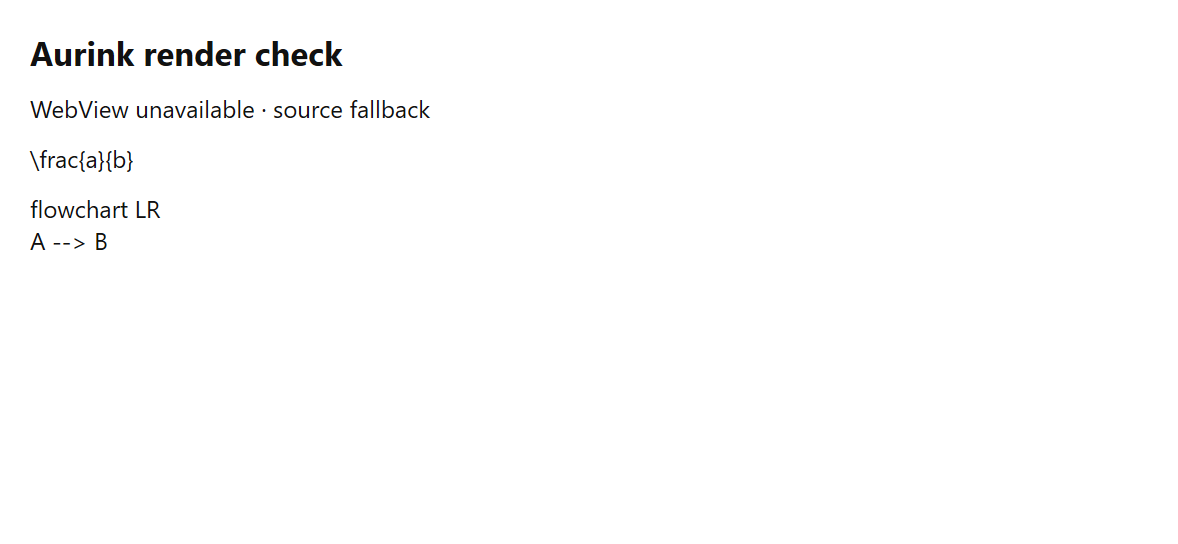 Aurink render check
WebView unavailable · source fallback
\frac{a}{b}
flowchart LR
A --> B